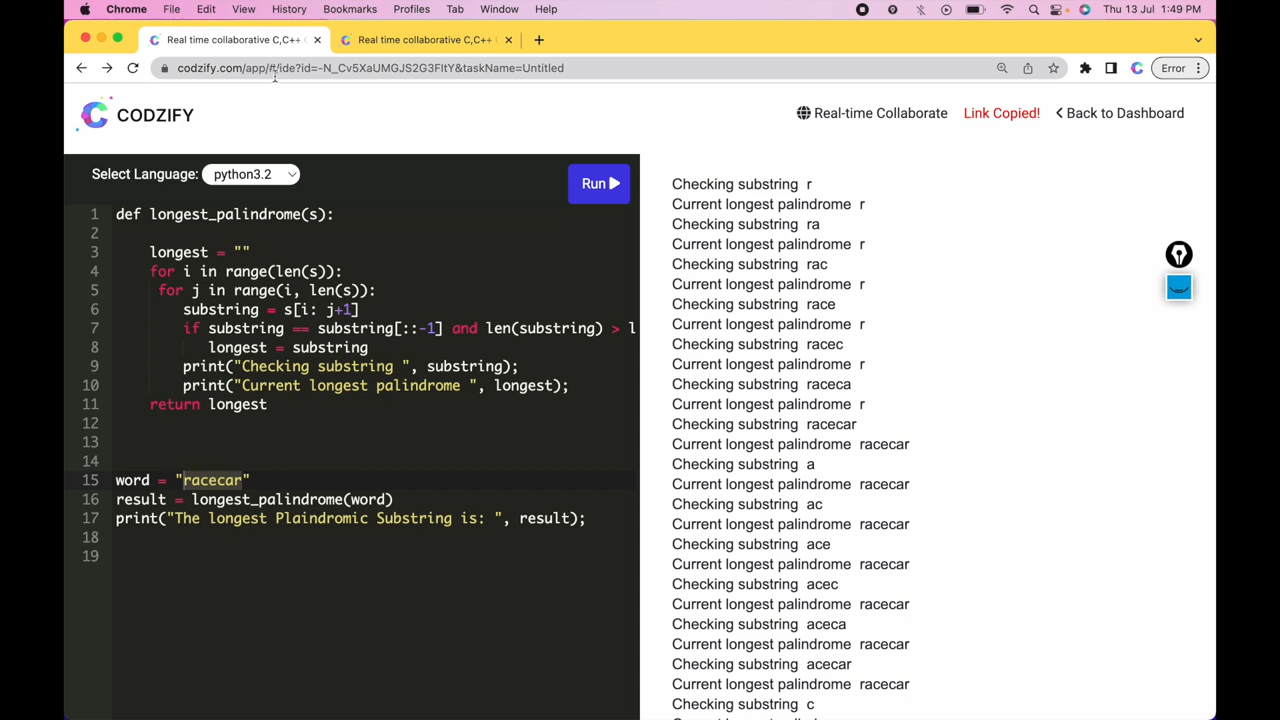 Chrome File Edit View History Bookmarks Profiles Tab Window Help Thu 13 Jul 1:49 PM
Real time collaborative C,C++ Real time collaborative C,C++
codzify.com/app/#/ide?id=-N_Cv5XaUMGJS2G3FltY&taskName=Untitled Error
CODZIFY Real-time Collaborate Link Copied! Back to Dashboard
Select Language: python3.2 Run
1 def longest_palindrome(s):
2
3 longest = ""
4 for i in range(len(s)):
5 for j in range(i, len(s)):
6 substring = s[i: j+1]
7 if substring == substring[::-1] and len(substring) > l
8 longest = substring
9 print("Checking substring ", substring);
10 print("Current longest palindrome ", longest);
11 return longest
12
13
14
15 word = "racecar"
16 result = longest_palindrome(word)
17 print("The longest Plaindromic Substring is: ", result);
18
19
Checking substring r
Current longest palindrome r
Checking substring ra
Current longest palindrome r
Checking substring rac
Current longest palindrome r
Checking substring race
Current longest palindrome r
Checking substring racec
Current longest palindrome r
Checking substring raceca
Current longest palindrome r
Checking substring racecar
Current longest palindrome racecar
Checking substring a
Current longest palindrome racecar
Checking substring ac
Current longest palindrome racecar
Checking substring ace
Current longest palindrome racecar
Checking substring acec
Current longest palindrome racecar
Checking substring aceca
Current longest palindrome racecar
Checking substring acecar
Current longest palindrome racecar
Checking substring c